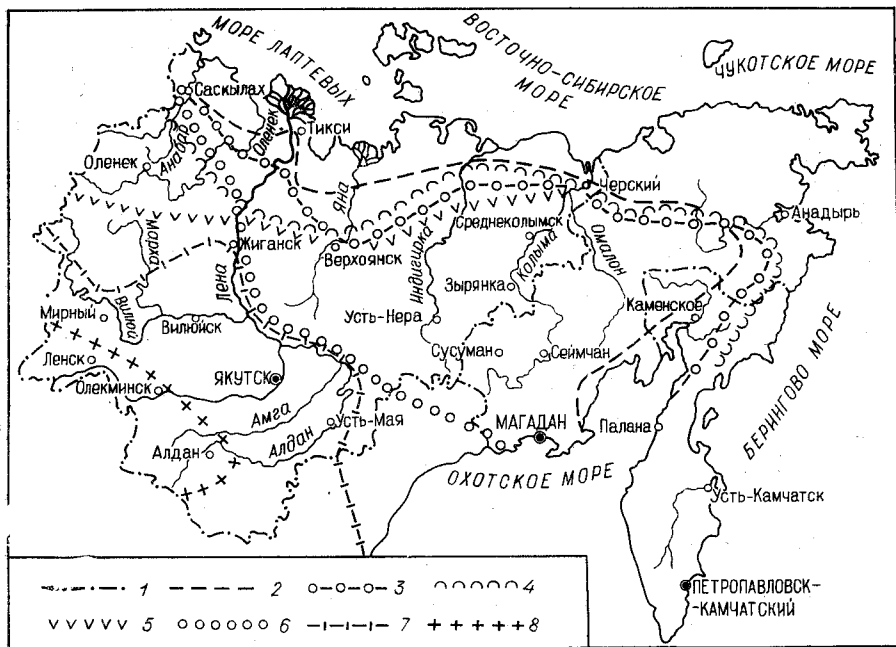 МОРЕ ЛАПТЕВЫХ
ВОСТОЧНО-СИБИРСКОЕ
МОРЕ
ЧУКОТСКОЕ МОРЕ
Саскылах
Анабар
Оленек
Тикси
Оленек
Яна
Черский
Анадырь
Марха
Жиганск
Верхоянск
Индигирка
Среднеколымск
Колыма
Омолон
Лена
Зырянка
Каменское
Мирный
Вилюй
Вилюйск
Усть-Нера
Ленск
Сусуман
Сеймчан
Олекминск
ЯКУТСК
Амга
Алдан
Усть-Мая
Алдан
МАГАДАН
Палана
БЕРИНГОВО МОРЕ
ОХОТСКОЕ МОРЕ
Усть-Камчатск
ПЕТРОПАВЛОВСК-
-КАМЧАТСКИЙ
1 2 3 4
5 6 7 8